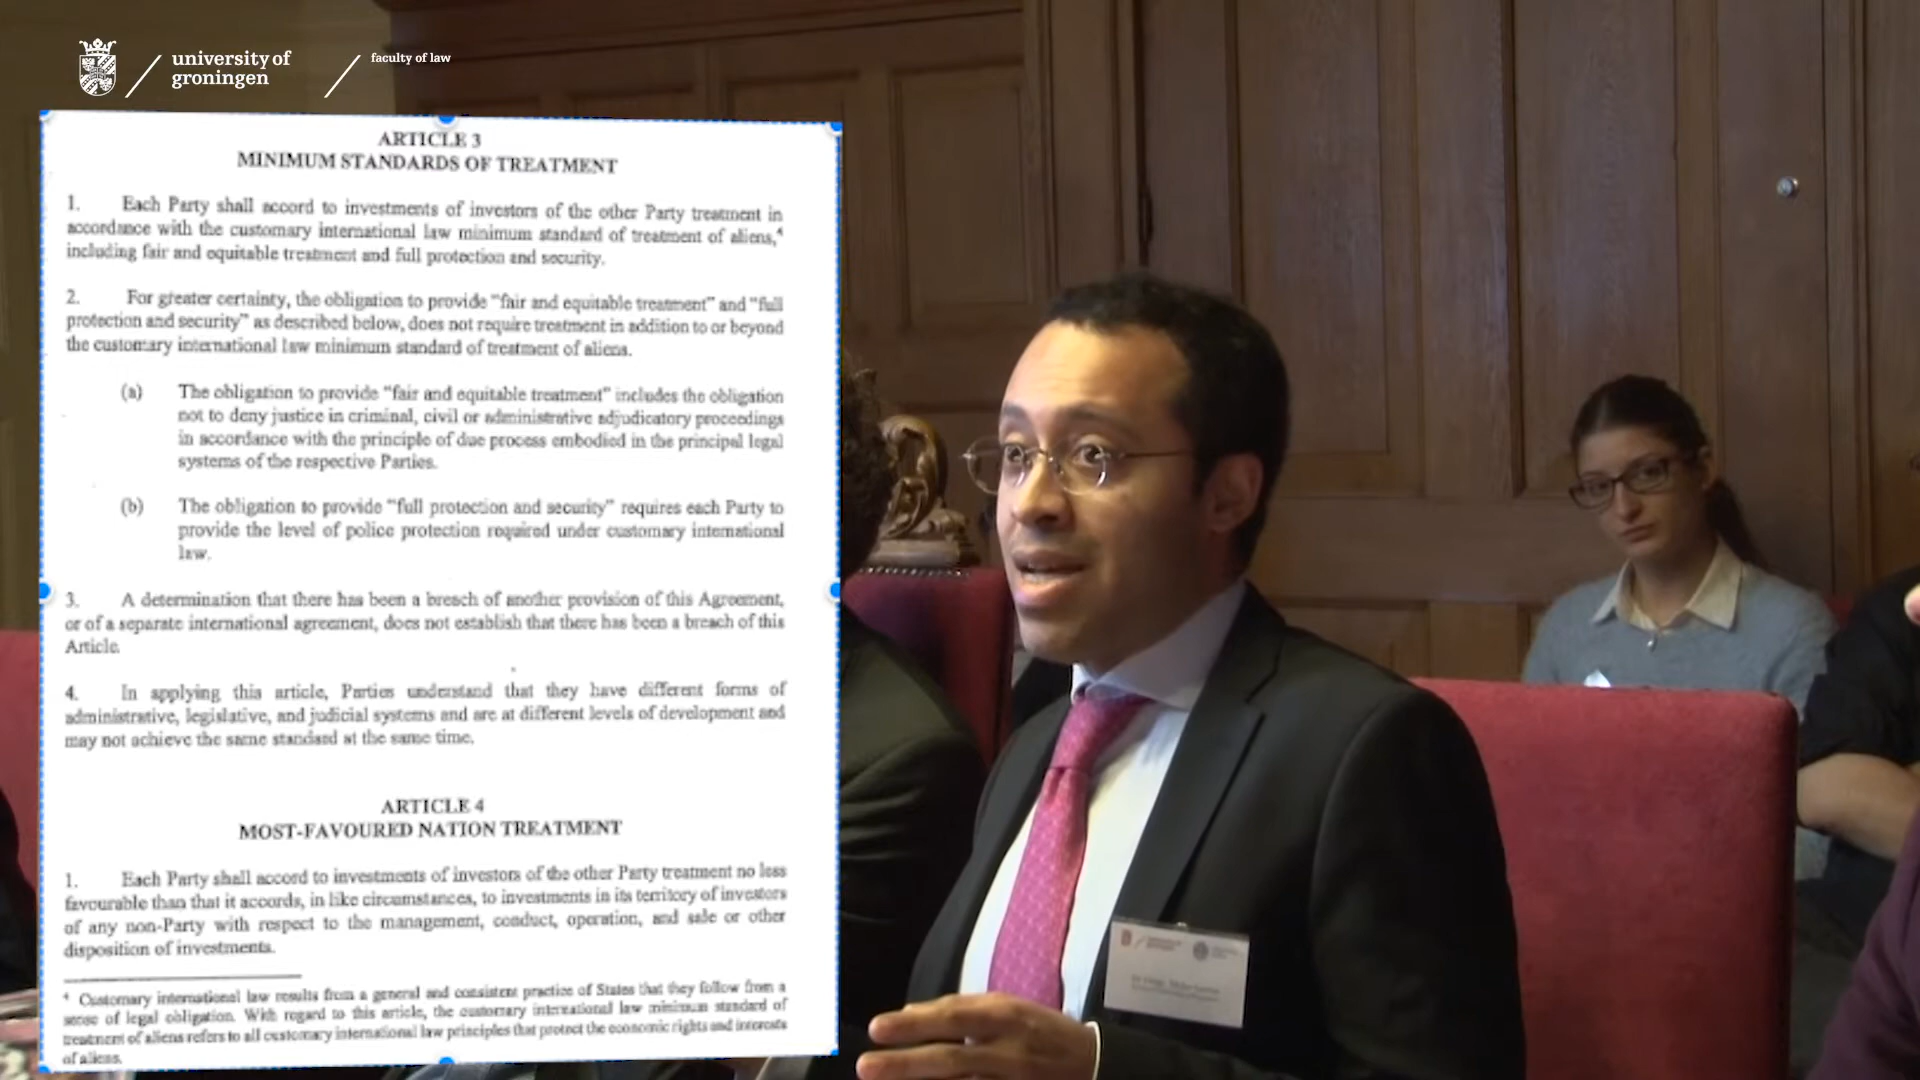 university of
groningen
faculty of law
ARTICLE 3
MINIMUM STANDARDS OF TREATMENT
1. Each Party shall accord to investments of investors of the other Party treatment in
accordance with the customary international law minimum standard of treatment of aliens,⁴
including fair and equitable treatment and full protection and security.
2. For greater certainty, the obligation to provide "fair and equitable treatment" and "full
protection and security" as described below, does not require treatment in addition to or beyond
the customary international law minimum standard of treatment of aliens.
(a) The obligation to provide "fair and equitable treatment" includes the obligation
not to deny justice in criminal, civil or administrative adjudicatory proceedings
in accordance with the principle of due process embodied in the principal legal
systems of the respective Parties.
(b) The obligation to provide "full protection and security" requires each Party to
provide the level of police protection required under customary international
law.
3. A determination that there has been a breach of another provision of this Agreement,
or of a separate international agreement, does not establish that there has been a breach of this
Article.
4. In applying this article, Parties understand that they have different forms of
administrative, legislative, and judicial systems and are at different levels of development and
may not achieve the same standard at the same time.
ARTICLE 4
MOST-FAVOURED NATION TREATMENT
1. Each Party shall accord to investments of investors of the other Party treatment no less
favourable than that it accords, in like circumstances, to investments in its territory of investors
of any non-Party with respect to the management, conduct, operation, and sale or other
disposition of investments.
⁴ Customary international law results from a general and consistent practice of States that they follow from a
sense of legal obligation. With regard to this article, the customary international law minimum standard of
treatment of aliens refers to all customary international law principles that protect the economic rights and interests
of aliens.